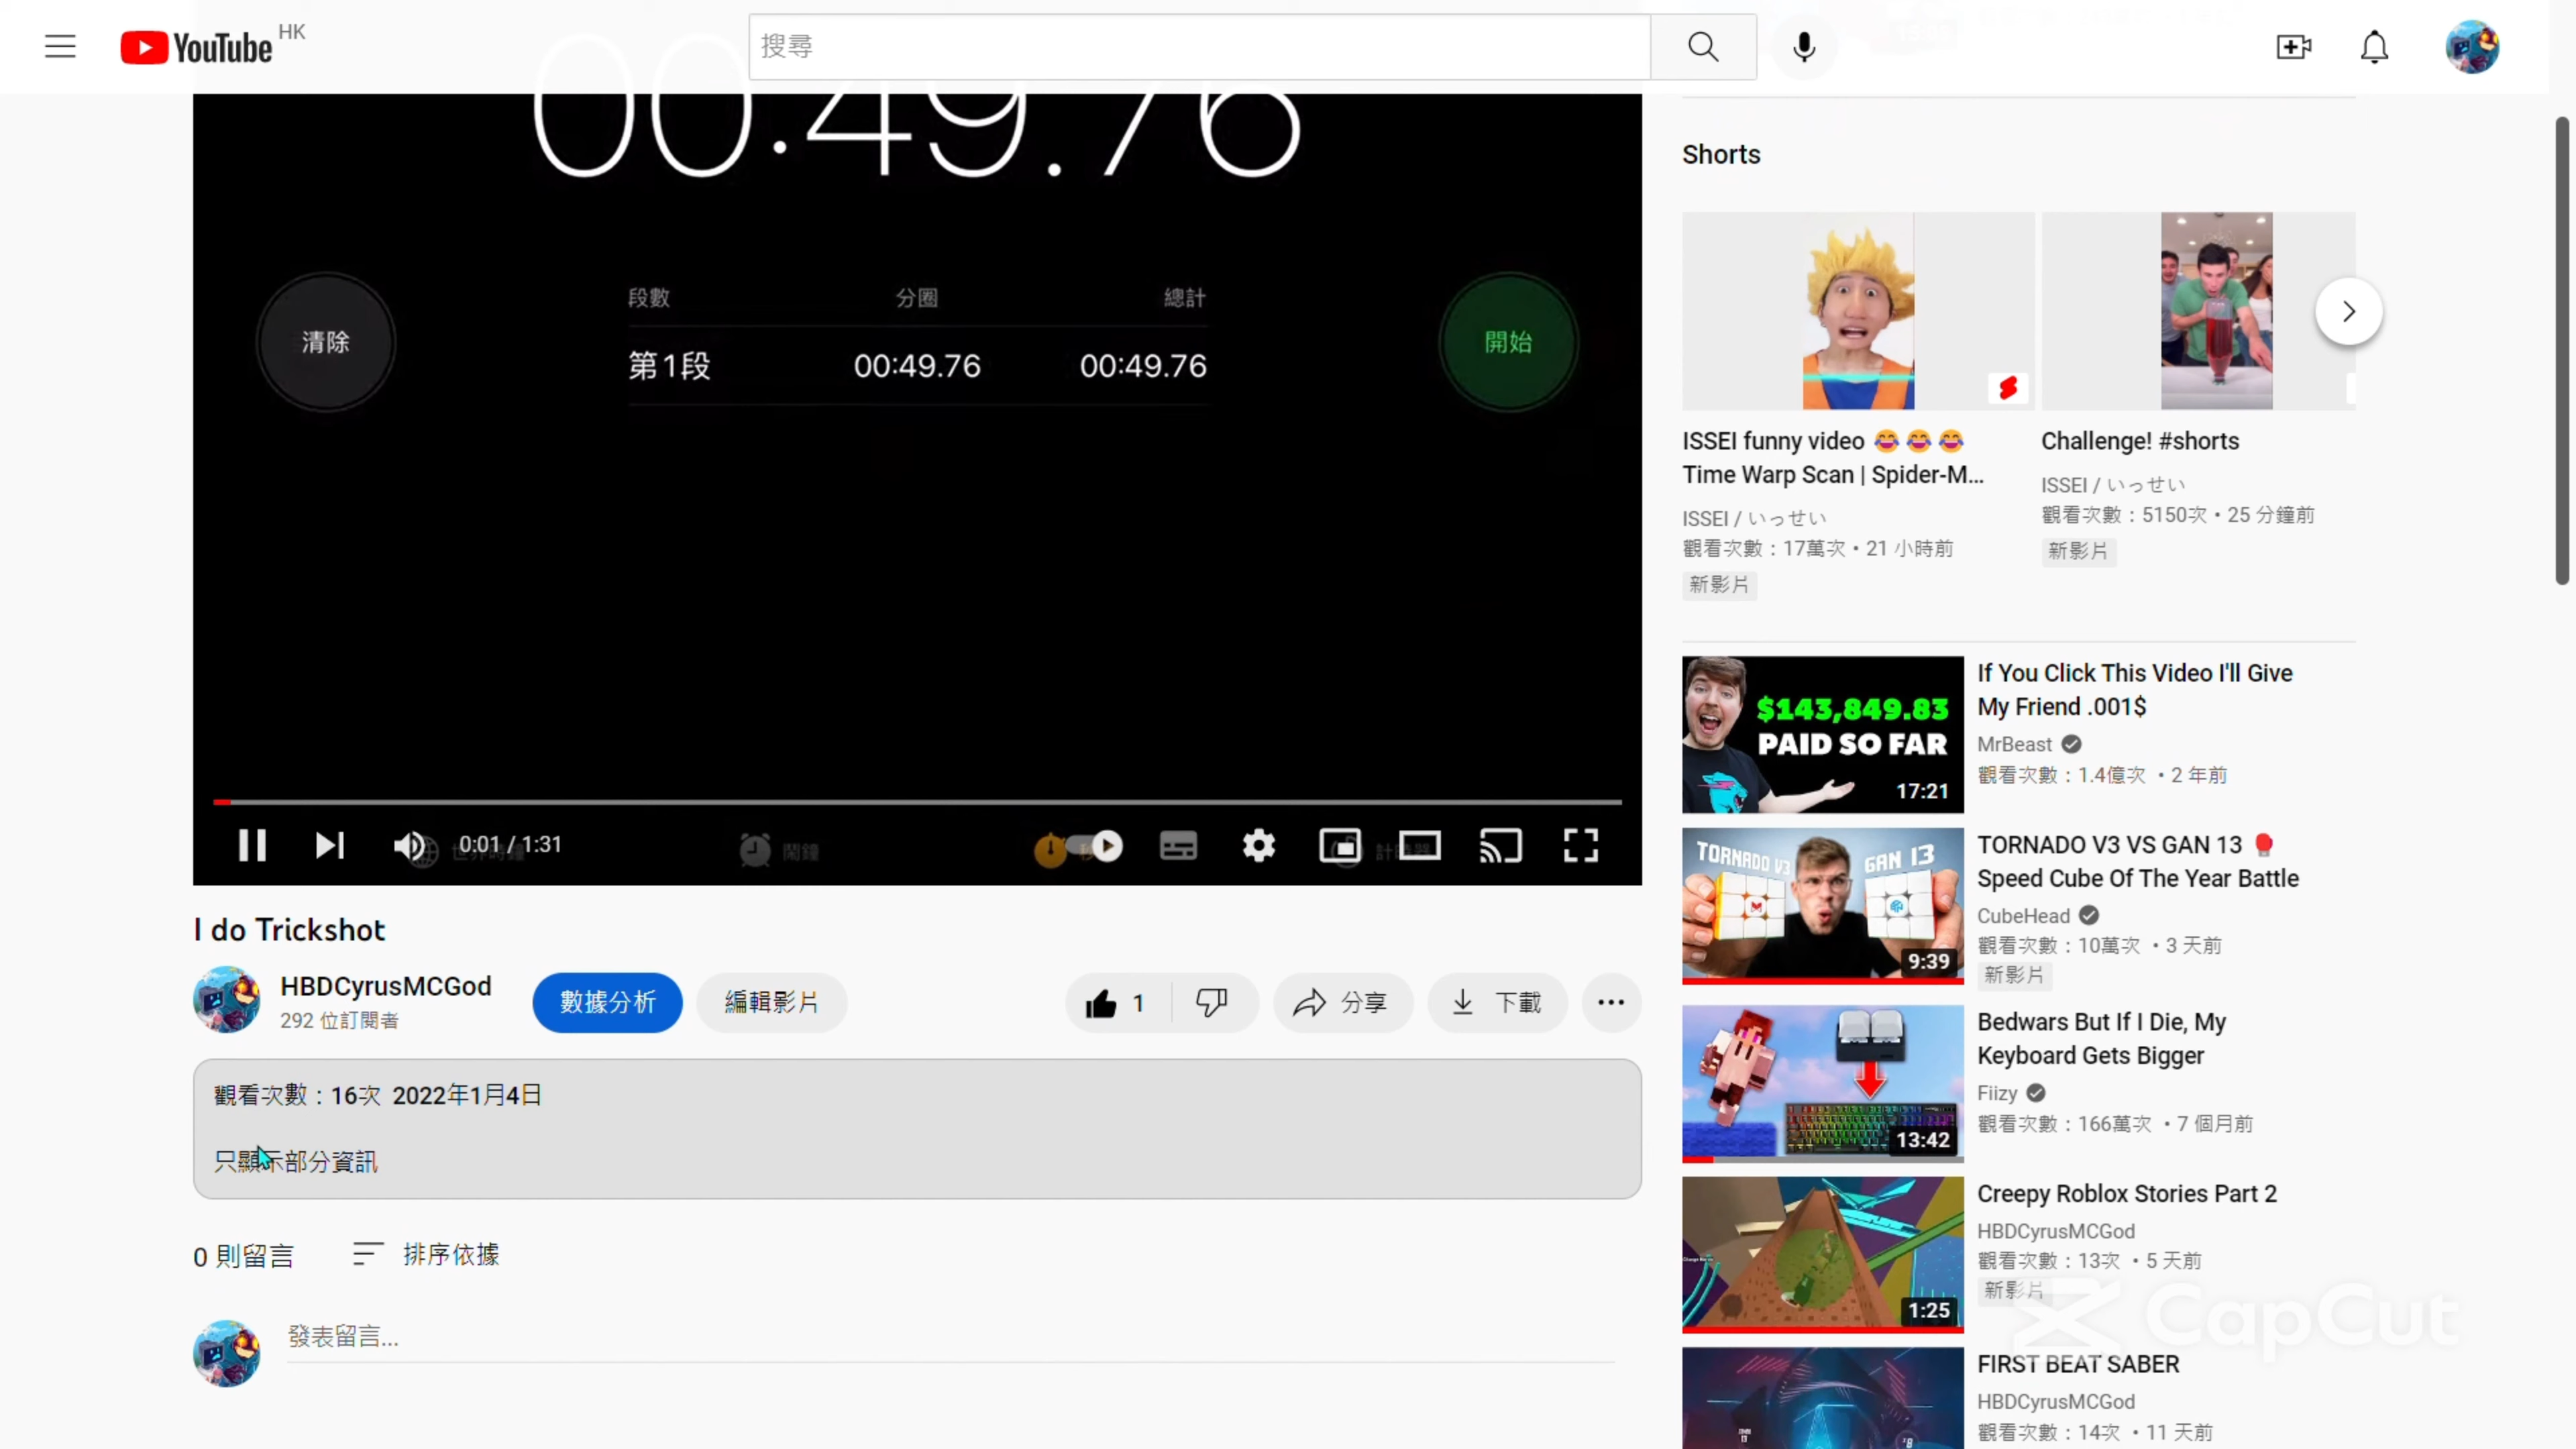 YouTube HK
搜尋
00:49.76
清除
段數 分圈 總計
第1段 00:49.76 00:49.76
開始
0:01 / 1:31
世界時鐘 鬧鐘 計時器
I do Trickshot
HBDCyrusMCGod
292 位訂閱者
數據分析
編輯影片
1
分享
下載
觀看次數：16次 2022年1月4日
只顯示部分資訊
0 則留言
排序依據
發表留言...
Shorts
ISSEI funny video 😂 😂 😂
Time Warp Scan | Spider-M...
ISSEI / いっせい
觀看次數：17萬次・21 小時前
新影片
Challenge! #shorts
ISSEI / いっせい
觀看次數：5150次・25 分鐘前
新影片
$143,849.83
PAID SO FAR
17:21
If You Click This Video I'll Give
My Friend .001$
MrBeast
觀看次數：1.4億次 ・2 年前
TORNADO V3
GAN 13
9:39
TORNADO V3 VS GAN 13 🥊
Speed Cube Of The Year Battle
CubeHead
觀看次數：10萬次 ・3 天前
新影片
13:42
Bedwars But If I Die, My
Keyboard Gets Bigger
Fiizy
觀看次數：166萬次 ・7 個月前
1:25
Creepy Roblox Stories Part 2
HBDCyrusMCGod
觀看次數：13次 ・5 天前
新影片
CapCut
FIRST BEAT SABER
HBDCyrusMCGod
觀看次數：14次 ・11 天前